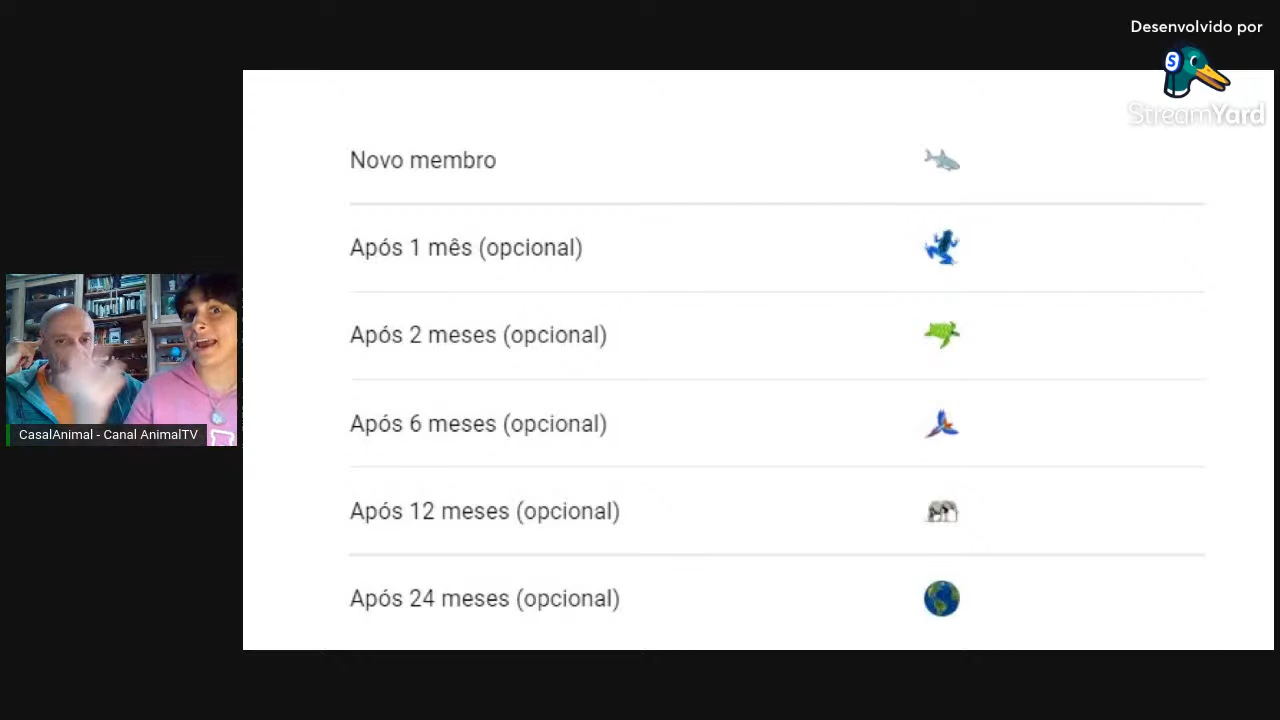 Desenvolvido por
S
StreamYard
Novo membro
Após 1 mês (opcional)
Após 2 meses (opcional)
Após 6 meses (opcional)
Após 12 meses (opcional)
Após 24 meses (opcional)
CasalAnimal - Canal AnimalTV